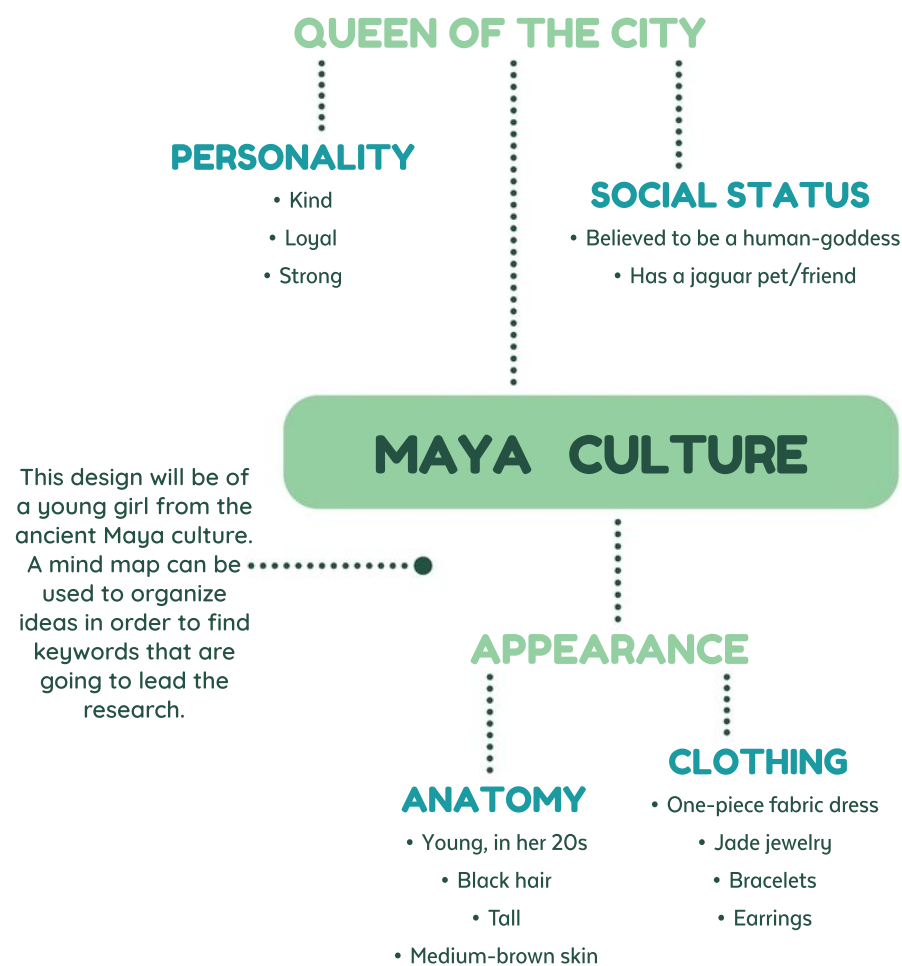 QUEEN OF THE CITY
PERSONALITY
• Kind
• Loyal
• Strong
SOCIAL STATUS
• Believed to be a human-goddess
• Has a jaguar pet/friend
MAYA CULTURE
This design will be of
a young girl from the
ancient Maya culture.
A mind map can be
used to organize
ideas in order to find
keywords that are
going to lead the
research.
APPEARANCE
ANATOMY
• Young, in her 20s
• Black hair
• Tall
• Medium-brown skin
CLOTHING
• One-piece fabric dress
• Jade jewelry
• Bracelets
• Earrings